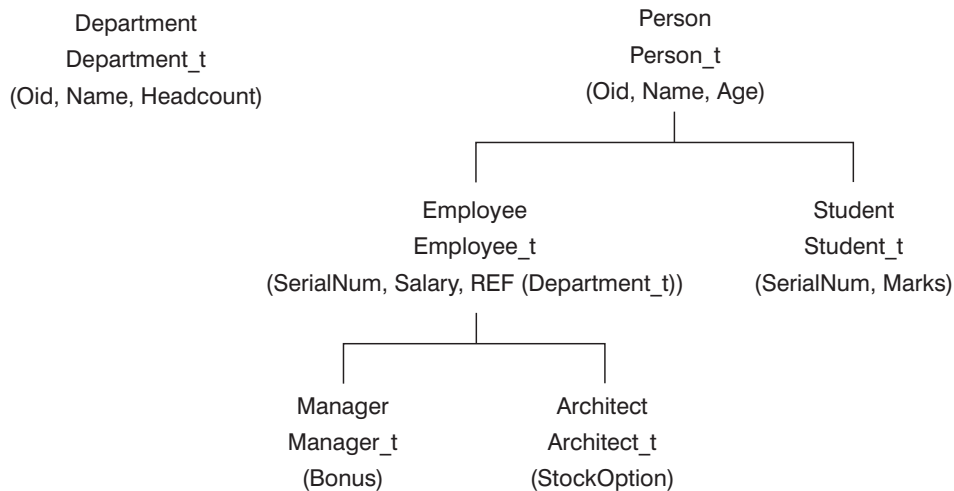 Department
Department_t
(Oid, Name, Headcount)
Person
Person_t
(Oid, Name, Age)
Employee
Employee_t
(SerialNum, Salary, REF (Department_t))
Student
Student_t
(SerialNum, Marks)
Manager
Manager_t
(Bonus)
Architect
Architect_t
(StockOption)